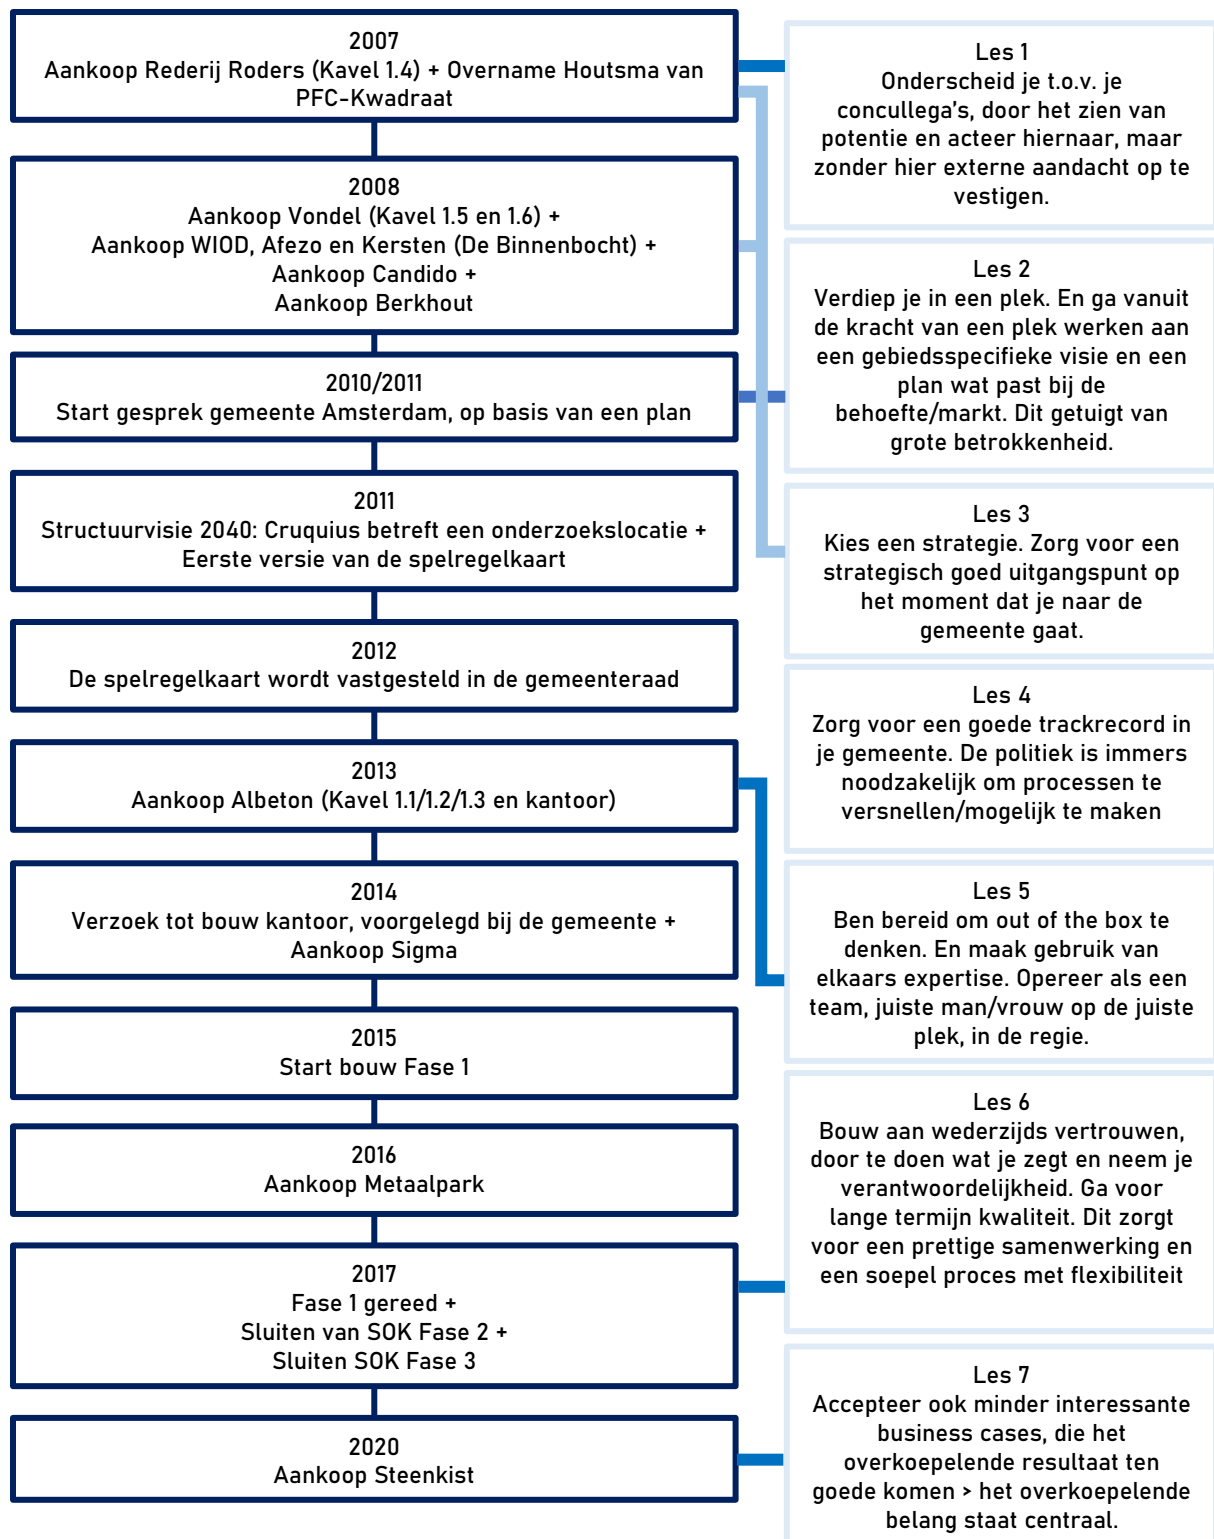 2007
Aankoop Rederij Roders (Kavel 1.4) + Overname Houtsma van
PFC-Kwadraat
2008
Aankoop Vondel (Kavel 1.5 en 1.6) +
Aankoop WIOD, Afezo en Kersten (De Binnenbocht) +
Aankoop Candido +
Aankoop Berkhout
2010/2011
Start gesprek gemeente Amsterdam, op basis van een plan
2011
Structuurvisie 2040: Cruquius betreft een onderzoekslocatie +
Eerste versie van de spelregelkaart
2012
De spelregelkaart wordt vastgesteld in de gemeenteraad
2013
Aankoop Albeton (Kavel 1.1/1.2/1.3 en kantoor)
2014
Verzoek tot bouw kantoor, voorgelegd bij de gemeente +
Aankoop Sigma
2015
Start bouw Fase 1
2016
Aankoop Metaalpark
2017
Fase 1 gereed +
Sluiten van SOK Fase 2 +
Sluiten SOK Fase 3
2020
Aankoop Steenkist
Les 1
Onderscheid je t.o.v. je
concullega's, door het zien van
potentie en acteer hiernaar, maar
zonder hier externe aandacht op te
vestigen.
Les 2
Verdiep je in een plek. En ga vanuit
de kracht van een plek werken aan
een gebiedsspecifieke visie en een
plan wat past bij de
behoefte/markt. Dit getuigt van
grote betrokkenheid.
Les 3
Kies een strategie. Zorg voor een
strategisch goed uitgangspunt op
het moment dat je naar de
gemeente gaat.
Les 4
Zorg voor een goede trackrecord in
je gemeente. De politiek is immers
noodzakelijk om processen te
versnellen/mogelijk te maken
Les 5
Ben bereid om out of the box te
denken. En maak gebruik van
elkaars expertise. Opereer als een
team, juiste man/vrouw op de juiste
plek, in de regie.
Les 6
Bouw aan wederzijds vertrouwen,
door te doen wat je zegt en neem je
verantwoordelijkheid. Ga voor
lange termijn kwaliteit. Dit zorgt
voor een prettige samenwerking en
een soepel proces met flexibiliteit
Les 7
Accepteer ook minder interessante
business cases, die het
overkoepelende resultaat ten
goede komen > het overkoepelende
belang staat centraal.